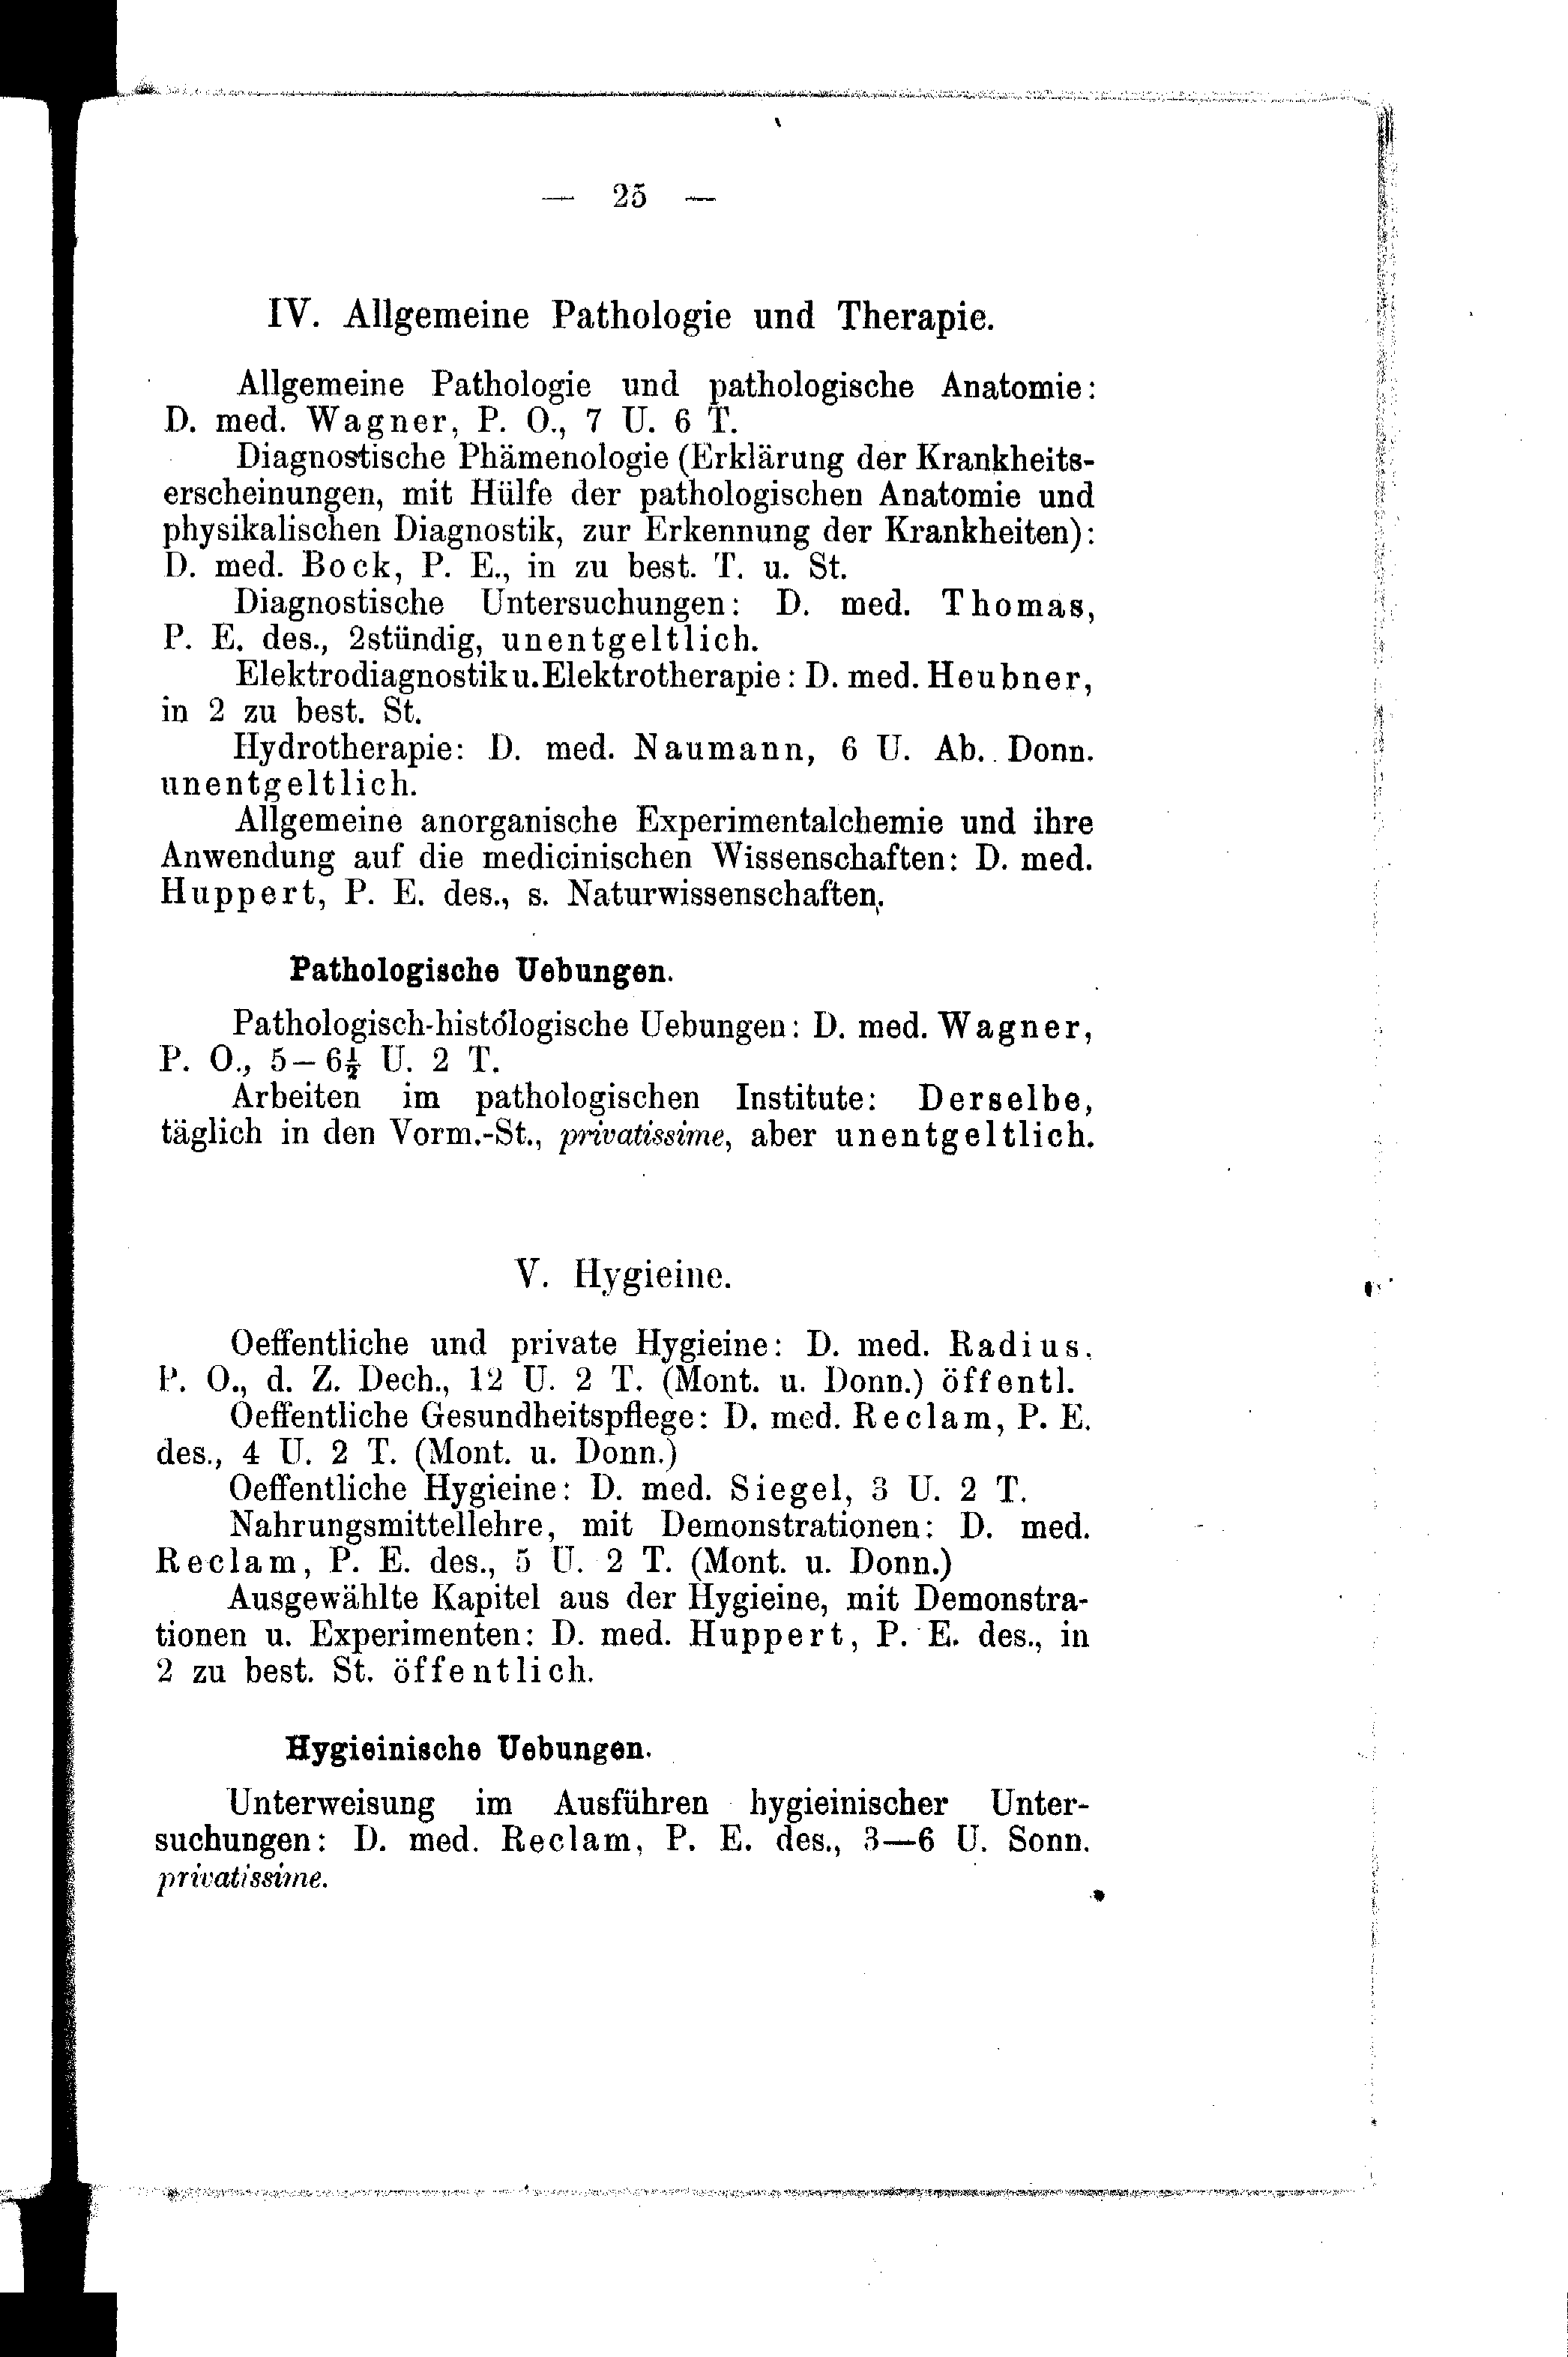 — 25 —
IV. Allgemeine Pathologie und Therapie.
Allgemeine Pathologie und pathologische Anatomie:
D. med. Wagner, P. O., 7 U. 6 T.
Diagnostische Phämenologie (Erklärung der Krankheits-
erscheinungen, mit Hülfe der pathologischen Anatomie und
physikalischen Diagnostik, zur Erkennung der Krankheiten):
D. med. Bock, P. E., in zu best. T. u. St.
Diagnostische Untersuchungen: D. med. Thomas,
P. E. des., 2stündig, unentgeltlich.
Elektrodiagnostik u. Elektrotherapie: D. med. Heubner,
in 2 zu best. St.
Hydrotherapie: D. med. Naumann, 6 U. Ab. Donn.
unentgeltlich.
Allgemeine anorganische Experimentalchemie und ihre
Anwendung auf die medicinischen Wissenschaften: D. med.
Huppert, P. E. des., s. Naturwissenschaften.
Pathologische Uebungen.
Pathologisch-histologische Uebungen: D. med. Wagner,
P. O., 5–6½ U. 2 T.
Arbeiten im pathologischen Institute: Derselbe,
täglich in den Vorm.-St., privatissime, aber unentgeltlich.
V. Hygieine.
Oeffentliche und private Hygieine: D. med. Radius,
P. O., d. Z. Dech., 12 U. 2 T. (Mont. u. Donn.) öffentl.
Oeffentliche Gesundheitspflege: D. med. Reclam, P. E.
des., 4 U. 2 T. (Mont. u. Donn.)
Oeffentliche Hygieine: D. med. Siegel, 3 U. 2 T.
Nahrungsmittellehre, mit Demonstrationen: D. med.
Reclam, P. E. des., 5 U. 2 T. (Mont. u. Donn.)
Ausgewählte Kapitel aus der Hygieine, mit Demonstra-
tionen u. Experimenten: D. med. Huppert, P. E. des., in
2 zu best. St. öffentlich.
Hygieinische Uebungen.
Unterweisung im Ausführen hygieinischer Unter-
suchungen: D. med. Reclam, P. E. des., 3—6 U. Sonn.
privatissime.